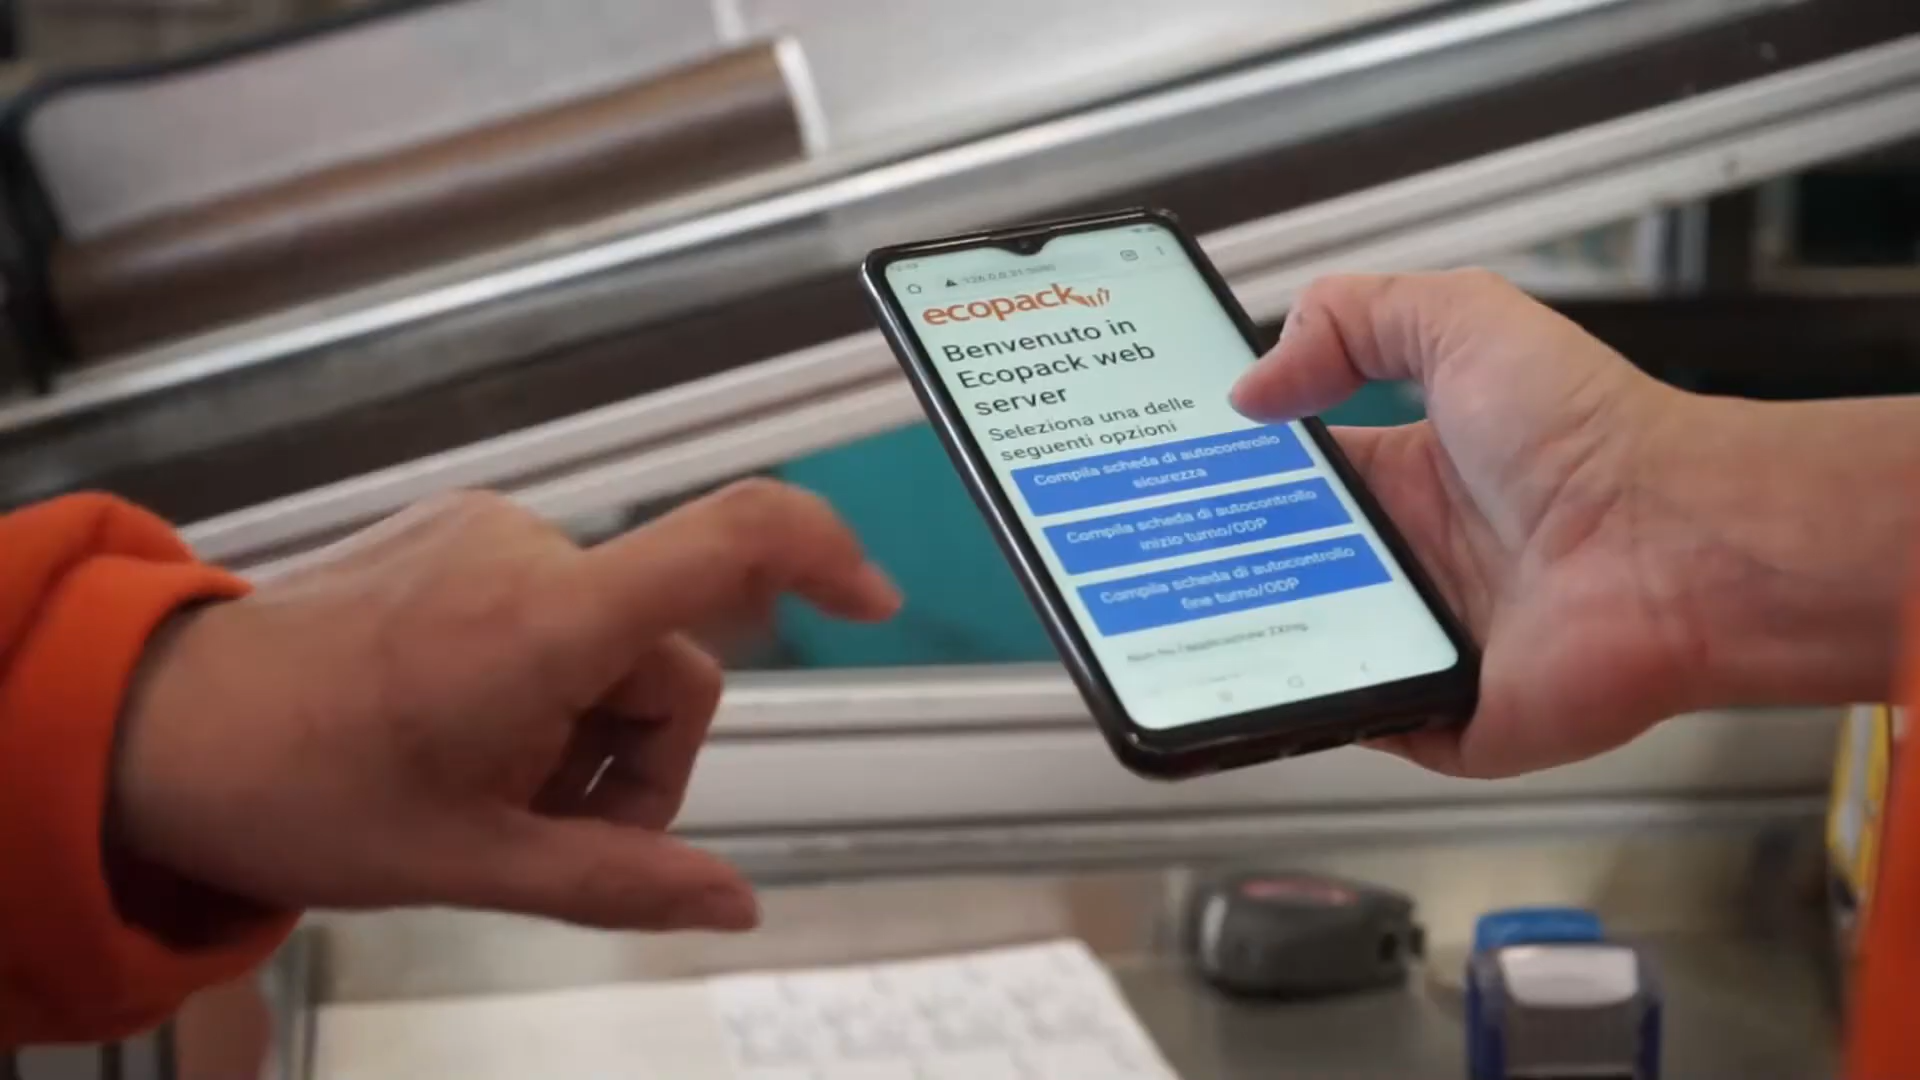 ecopack
Benvenuto in
Ecopack web
server
Seleziona una delle
seguenti opzioni
Compila scheda di autocontrollo
sicurezza
Compila scheda di autocontrollo
inizio turno/ODP
Compila scheda di autocontrollo
fine turno/ODP